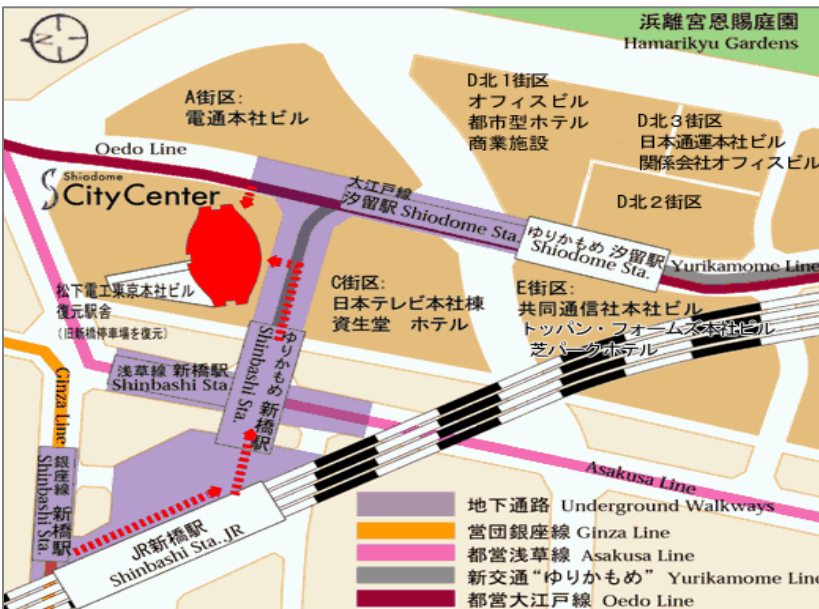 浜離宮恩賜庭園
Hamarikyu Gardens
N
A街区:
電通本社ビル
D北1街区
オフィスビル
都市型ホテル
商業施設
D北3街区
日本通運本社ビル
関係会社オフィスビル
D北2街区
Oedo Line
Shiodome
CityCenter
大江戸線
汐留駅 Shiodome Sta.
ゆりかもめ 汐留駅
Shiodome Sta.
Yurikamome Line
松下電工東京本社ビル
復元駅舎
(旧新橋停車場を復元)
C街区:
日本テレビ本社棟
資生堂 ホテル
E街区:
共同通信社本社ビル
トッパン・フォームズ本社ビル
芝パークホテル
ゆりかもめ 新橋駅
Shinbashi Sta.
浅草線 新橋駅
Shinbashi Sta.
Ginza Line
銀座線 新橋駅
Shinbashi Sta.
JR新橋駅
Shinbashi Sta. JR
Asakusa Line
地下通路 Underground Walkways
営団銀座線 Ginza Line
都営浅草線 Asakusa Line
新交通“ゆりかもめ” Yurikamome Line
都営大江戸線 Oedo Line